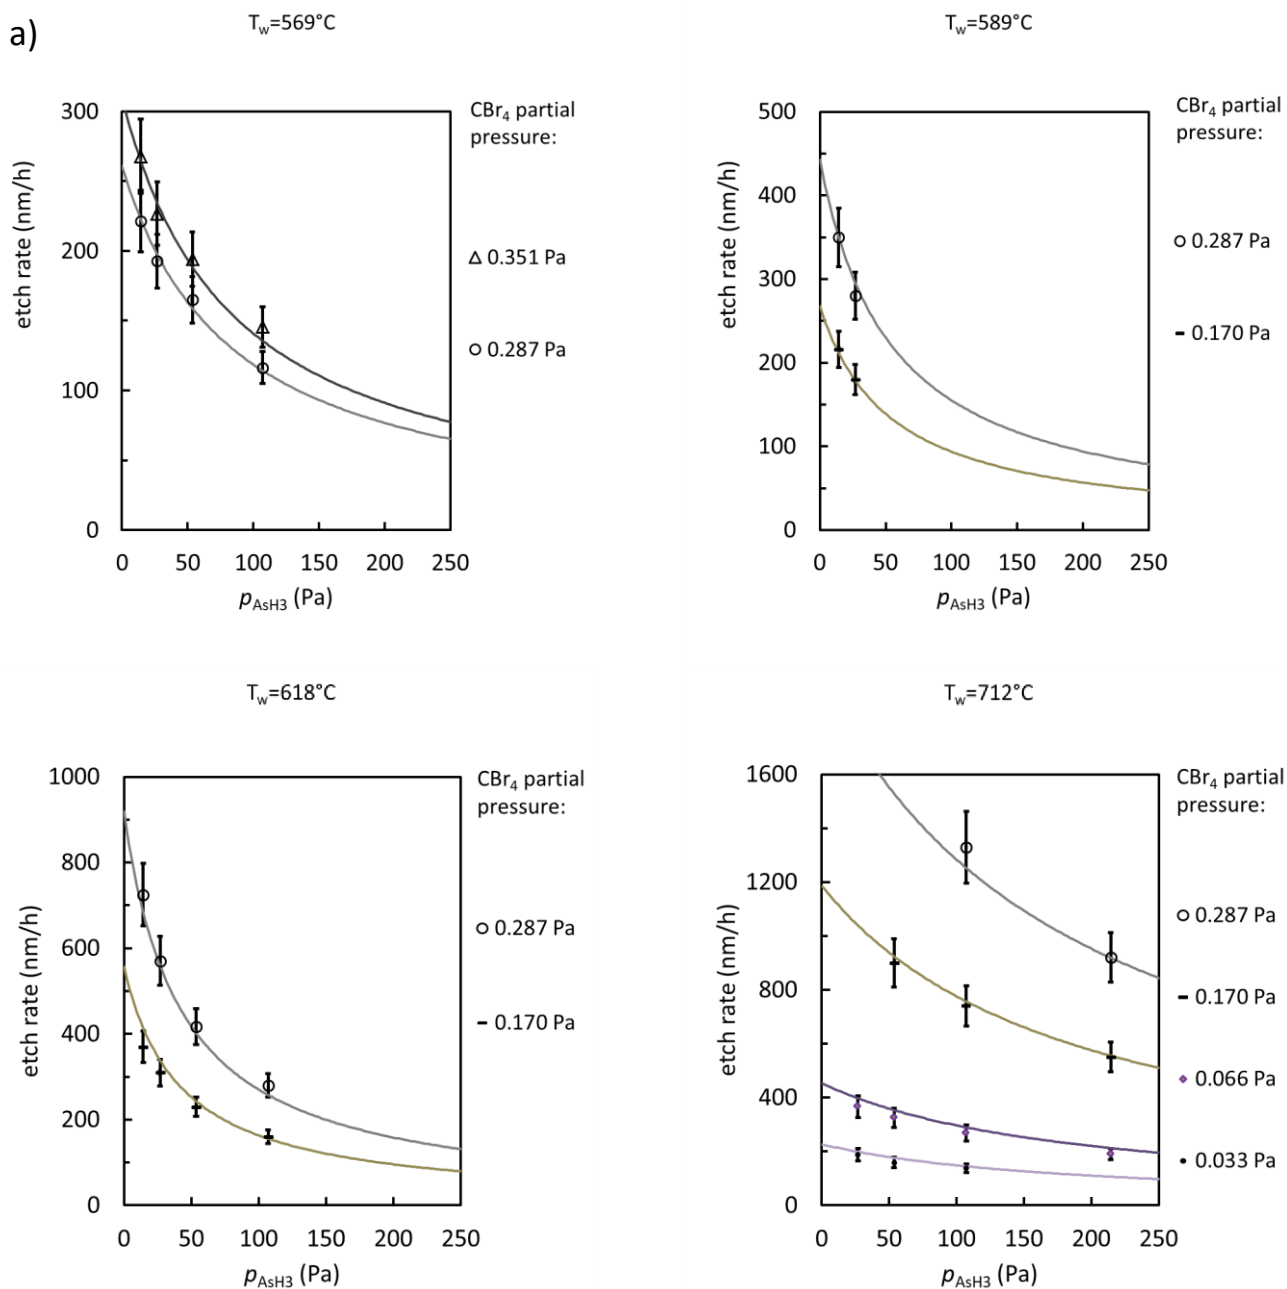 a)
T_w=569°C
300
200
100
0
0 50 100 150 200 250
etch rate (nm/h)
p_AsH3 (Pa)
CBr4 partial
pressure:
0.351 Pa
0.287 Pa
T_w=589°C
500
400
300
200
100
0
0 50 100 150 200 250
etch rate (nm/h)
p_AsH3 (Pa)
CBr4 partial
pressure:
0.287 Pa
0.170 Pa
T_w=618°C
1000
800
600
400
200
0
0 50 100 150 200 250
etch rate (nm/h)
p_AsH3 (Pa)
CBr4 partial
pressure:
0.287 Pa
0.170 Pa
T_w=712°C
1600
1200
800
400
0
0 50 100 150 200 250
etch rate (nm/h)
p_AsH3 (Pa)
CBr4 partial
pressure:
0.287 Pa
0.170 Pa
0.066 Pa
0.033 Pa